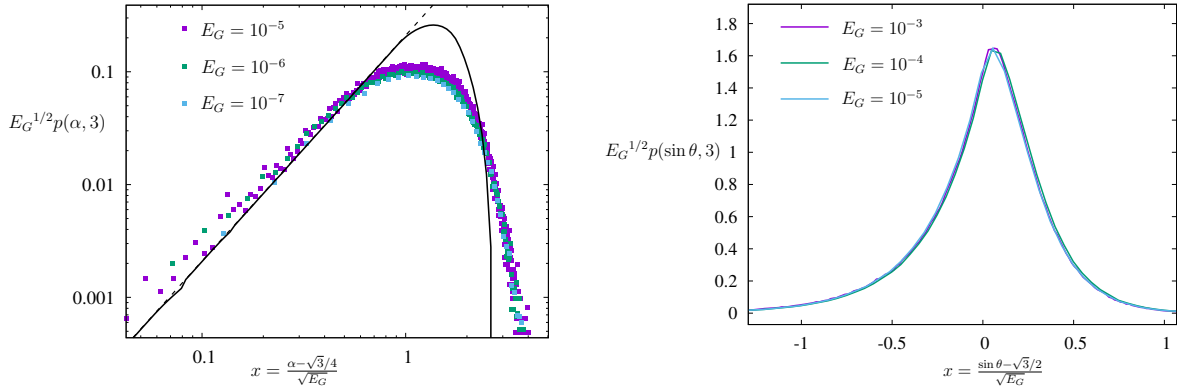 E_G = 10^{-5}
E_G = 10^{-6}
E_G = 10^{-7}
0.1
0.01
0.001
E_G^{1/2}p(α, 3)
0.1
1
x = \frac{α−√3/4}{√E_G}
E_G = 10^{-3}
E_G = 10^{-4}
E_G = 10^{-5}
1.8
1.6
1.4
1.2
1
0.8
0.6
0.4
0.2
0
E_G^{1/2}p(sin θ, 3)
-1
-0.5
0
0.5
1
x = \frac{sin θ−√3/2}{√E_G}